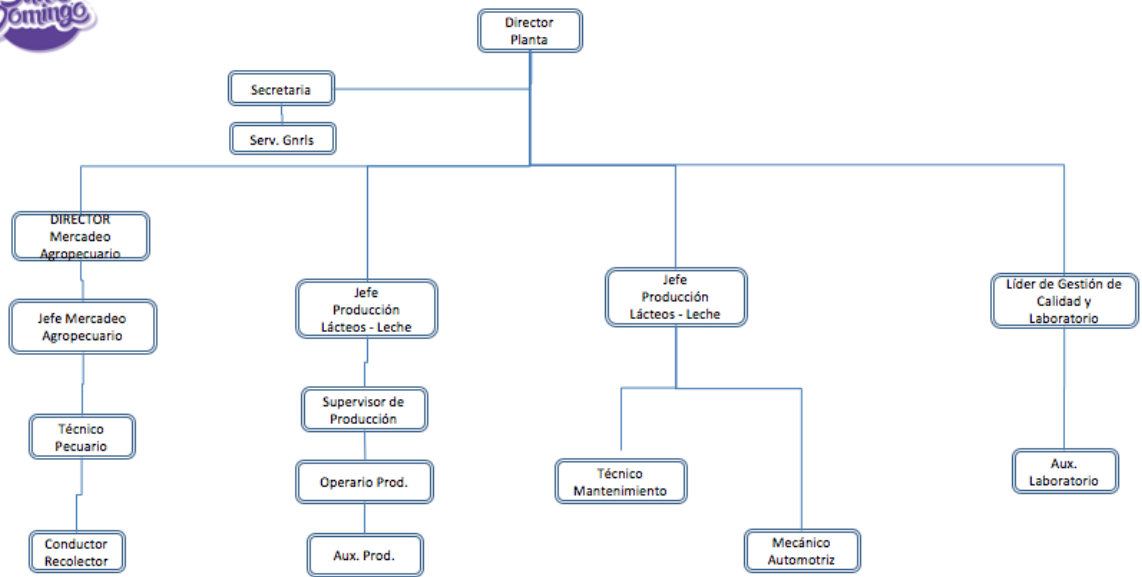 Domingo
Director
Planta
Secretaria
Serv. Gnrls
DIRECTOR
Mercadeo
Agropecuario
Jefe Mercadeo
Agropecuario
Técnico
Pecuario
Conductor
Recolector
Jefe
Producción
Lácteos - Leche
Supervisor de
Producción
Operario Prod.
Aux. Prod.
Jefe
Producción
Lácteos - Leche
Técnico
Mantenimiento
Mecánico
Automotriz
Líder de Gestión de
Calidad y
Laboratorio
Aux.
Laboratorio